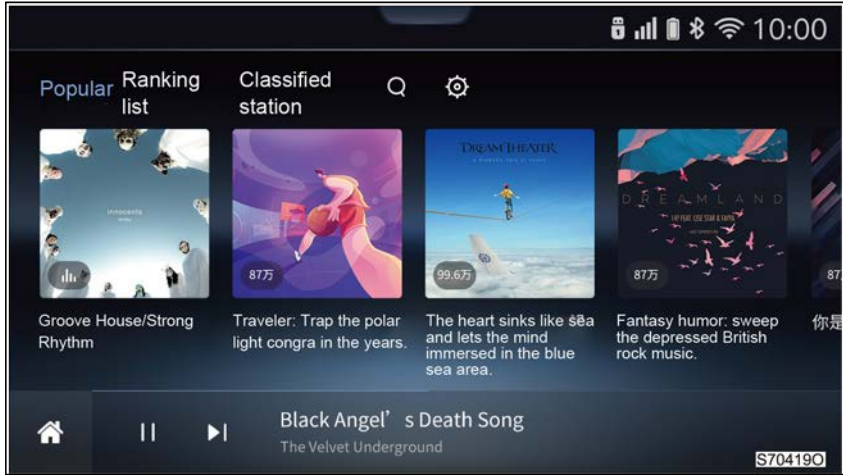 10:00
Popular
Ranking
list
Classified
station
innocents
DREAM THEATER
DREAMLAND
87万
99.6万
87万
87
Groove House/Strong
Rhythm
Traveler: Trap the polar
light congra in the years.
The heart sinks like sea
and lets the mind
immersed in the blue
sea area.
Fantasy humor: sweep
the depressed British
rock music.
你是
Black Angel’s Death Song
The Velvet Underground
S70419O